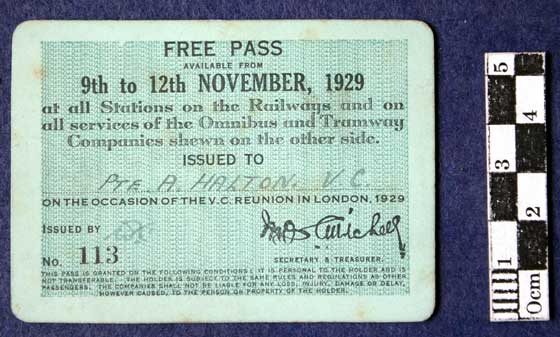 FREE PASS
AVAILABLE FROM
9th to 12th NOVEMBER, 1929
at all Stations on the Railways and on
all services of the Omnibus and Tramway
Companies shewn on the other side.
ISSUED TO
PTE. A. HALTON. V.C.
ON THE OCCASION OF THE V.C. REUNION IN LONDON, 1929
ISSUED BY
No. 113
SECRETARY & TREASURER.
THIS PASS IS GRANTED ON THE FOLLOWING CONDITIONS: IT IS PERSONAL TO THE HOLDER AND IS
NOT TRANSFERABLE. THE HOLDER IS SUBJECT TO THE SAME RULES AND REGULATIONS AS OTHER
PASSENGERS. THE COMPANIES SHALL NOT BE LIABLE FOR ANY LOSS, INJURY, DAMAGE OR DELAY,
HOWEVER CAUSED, TO THE PERSON OR PROPERTY OF THE HOLDER.
5
4
3
2
1
0cm